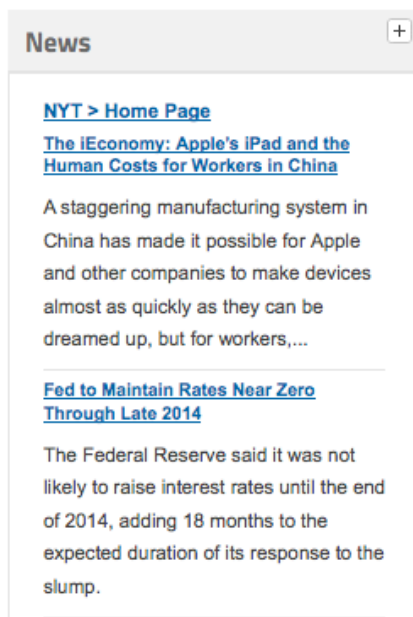 News
NYT > Home Page
The iEconomy: Apple's iPad and the
Human Costs for Workers in China
A staggering manufacturing system in
China has made it possible for Apple
and other companies to make devices
almost as quickly as they can be
dreamed up, but for workers,...
Fed to Maintain Rates Near Zero
Through Late 2014
The Federal Reserve said it was not
likely to raise interest rates until the end
of 2014, adding 18 months to the
expected duration of its response to the
slump.